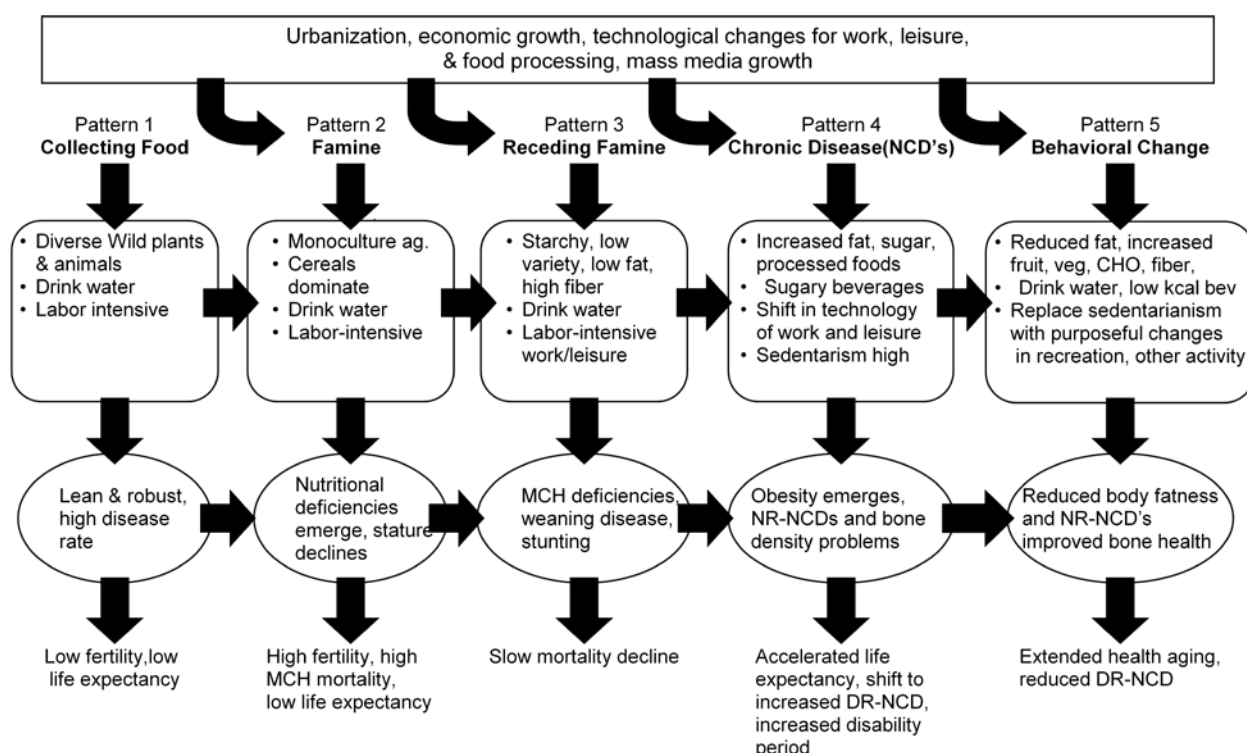 Urbanization, economic growth, technological changes for work, leisure,
& food processing, mass media growth
Pattern 1
Collecting Food
Pattern 2
Famine
Pattern 3
Receding Famine
Pattern 4
Chronic Disease(NCD's)
Pattern 5
Behavioral Change
• Diverse Wild plants
& animals
• Drink water
• Labor intensive
• Monoculture ag.
• Cereals
dominate
• Drink water
• Labor-intensive
• Starchy, low
variety, low fat,
high fiber
• Drink water
• Labor-intensive
work/leisure
• Increased fat, sugar,
processed foods
• Sugary beverages
• Shift in technology
of work and leisure
• Sedentarism high
• Reduced fat, increased
fruit, veg, CHO, fiber,
• Drink water, low kcal bev
• Replace sedentarianism
with purposeful changes
in recreation, other activity
Lean & robust,
high disease
rate
Nutritional
deficiencies
emerge, stature
declines
MCH deficiencies,
weaning disease,
stunting
Obesity emerges,
NR-NCDs and bone
density problems
Reduced body fatness
and NR-NCD's
improved bone health
Low fertility,low
life expectancy
High fertility, high
MCH mortality,
low life expectancy
Slow mortality decline
Accelerated life
expectancy, shift to
increased DR-NCD,
increased disability
period
Extended health aging,
reduced DR-NCD